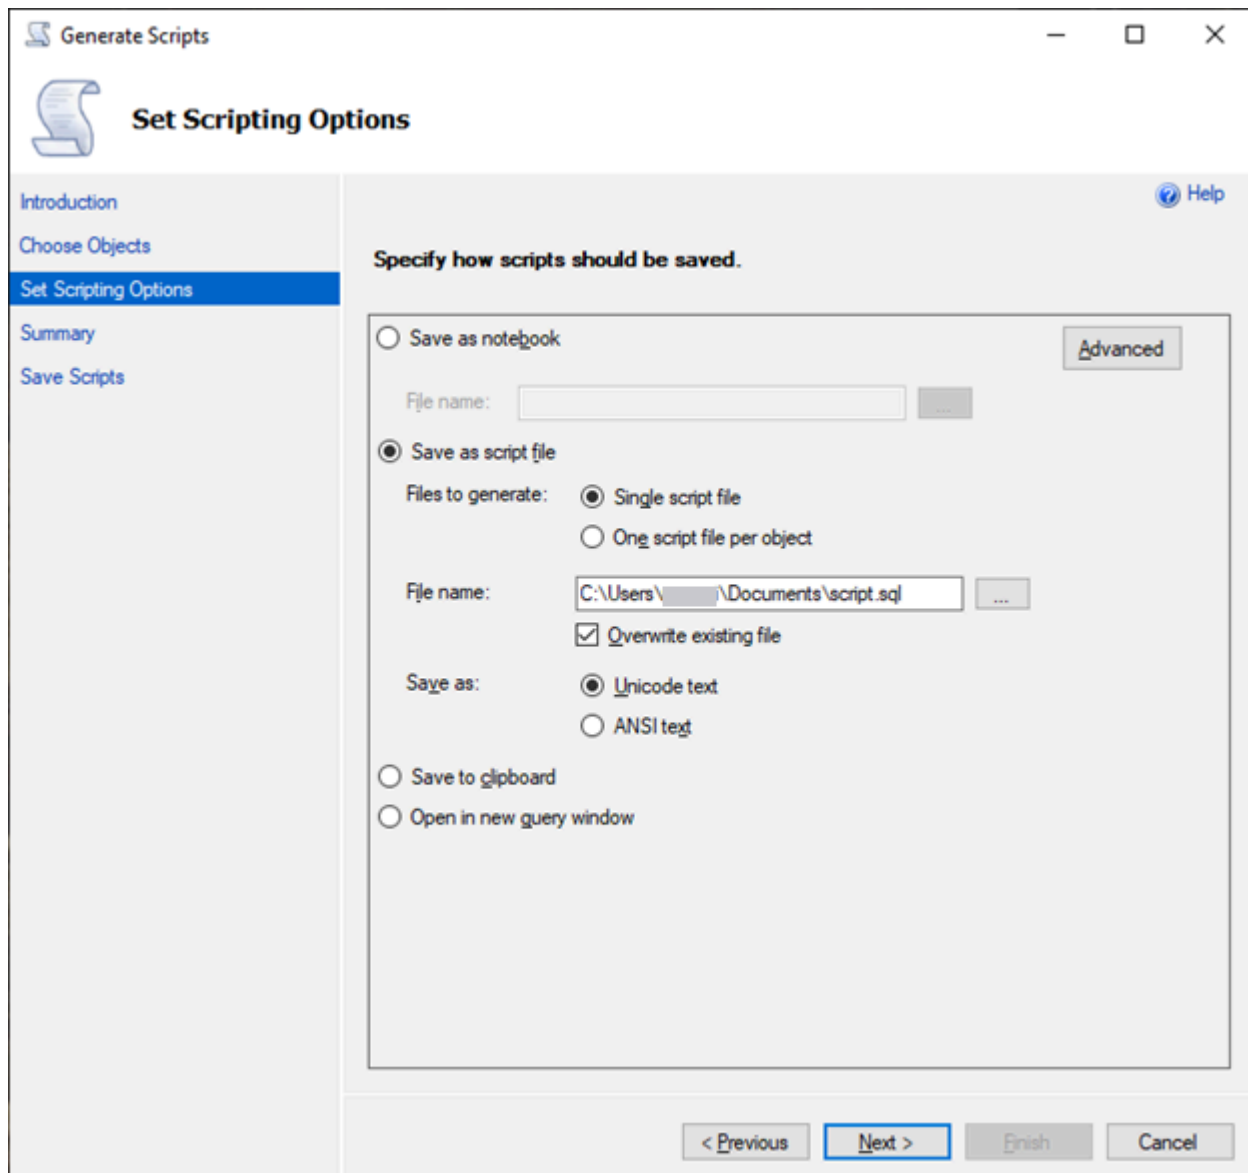 Generate Scripts
Set Scripting Options
Introduction
Choose Objects
Set Scripting Options
Summary
Save Scripts
Help
Specify how scripts should be saved.
Save as notebook
Advanced
File name:
...
Save as script file
Files to generate:
Single script file
One script file per object
File name:
C:\Users\ \Documents\script.sql
...
Overwrite existing file
Save as:
Unicode text
ANSI text
Save to clipboard
Open in new query window
< Previous
Next >
Finish
Cancel